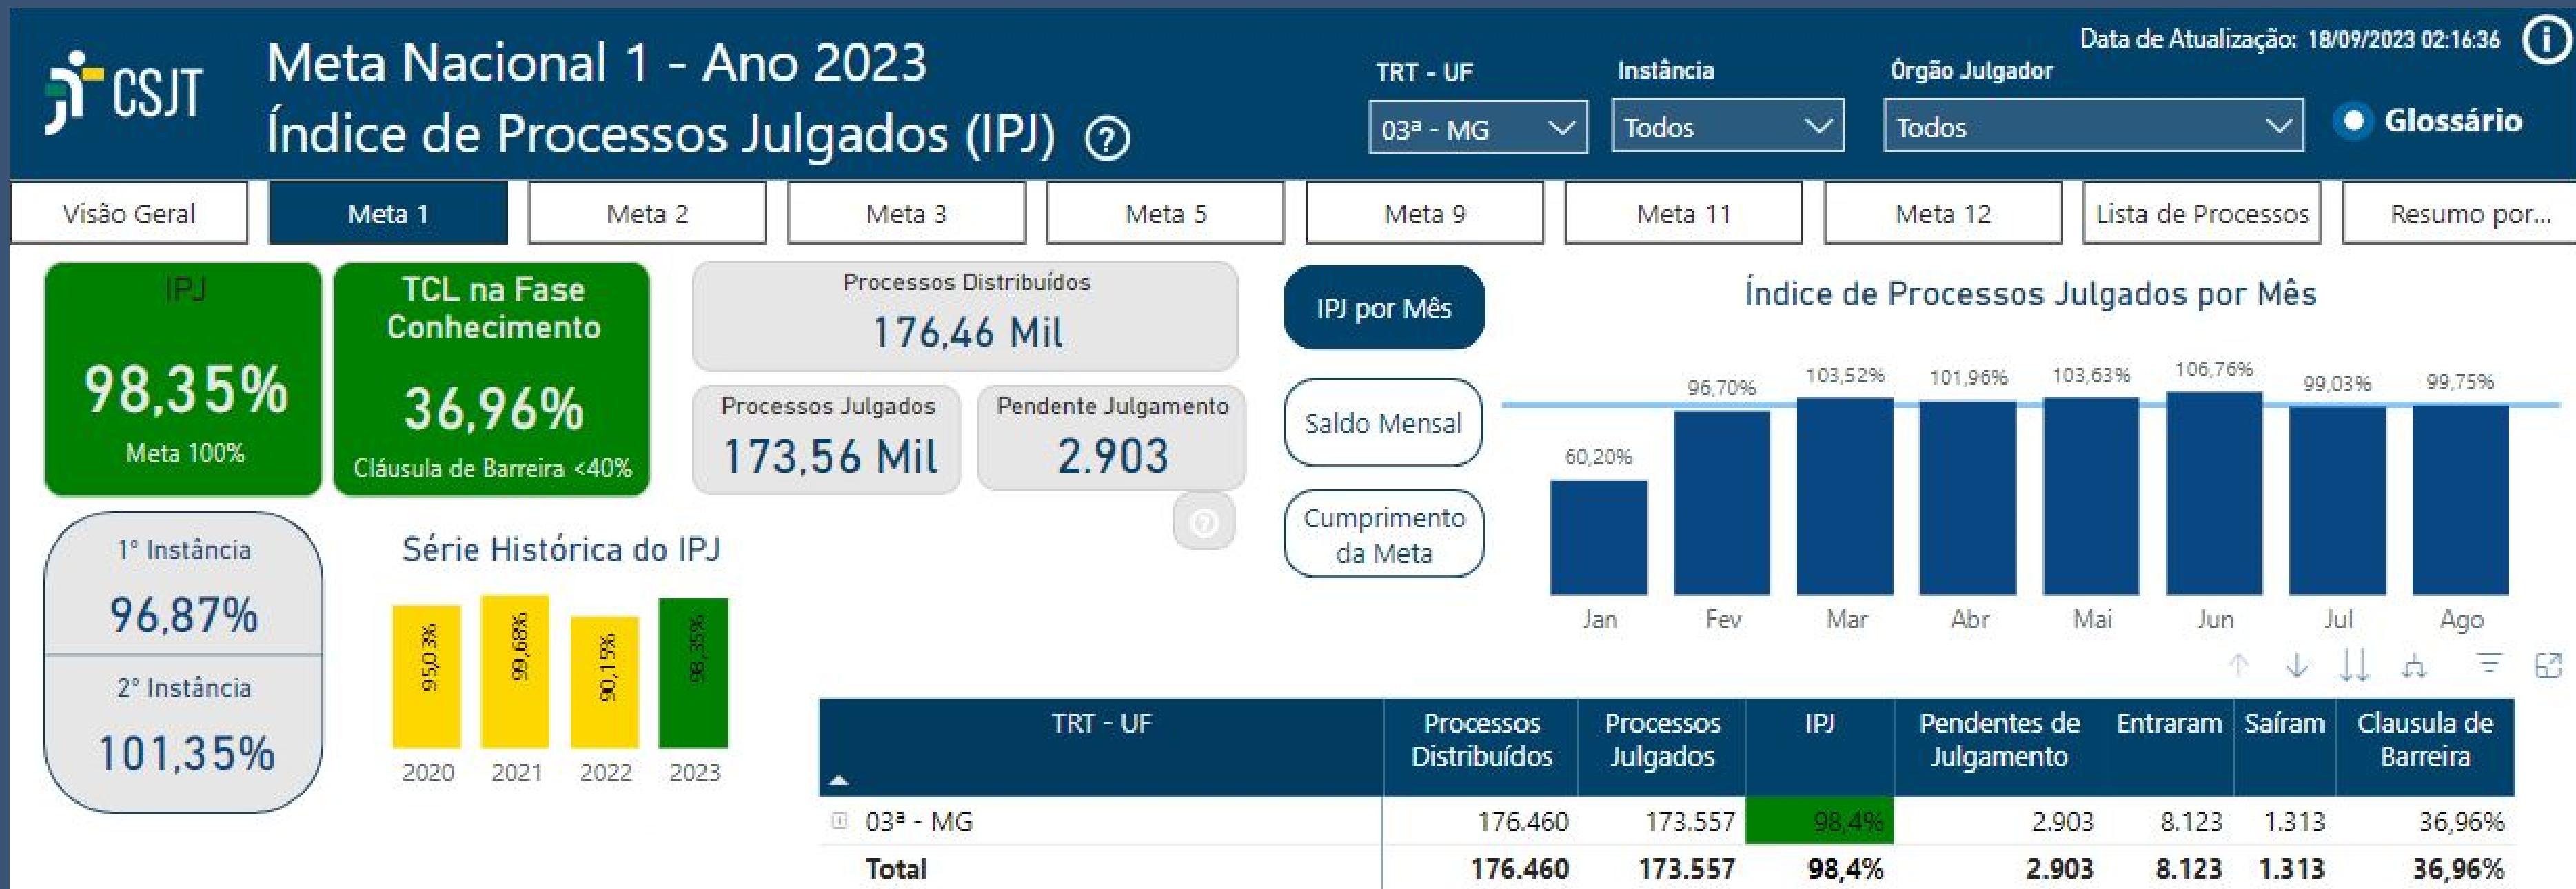 CSJT
Meta Nacional 1 - Ano 2023
Índice de Processos Julgados (IPJ) ?
Data de Atualização: 18/09/2023 02:16:36
TRT - UF
03ª - MG
Instância
Todos
Órgão Julgador
Todos
Glossário
Visão Geral
Meta 1
Meta 2
Meta 3
Meta 5
Meta 9
Meta 11
Meta 12
Lista de Processos
Resumo por...
IPJ
98,35%
Meta 100%
TCL na Fase
Conhecimento
36,96%
Cláusula de Barreira <40%
Processos Distribuídos
176,46 Mil
Processos Julgados
173,56 Mil
Pendente Julgamento
2.903
?
IPJ por Mês
Saldo Mensal
Cumprimento
da Meta
Índice de Processos Julgados por Mês
60,20%
96,70%
103,52%
101,96%
103,63%
106,76%
99,03%
99,75%
Jan Fev Mar Abr Mai Jun Jul Ago
1º Instância
96,87%
2º Instância
101,35%
Série Histórica do IPJ
95,03%
99,68%
90,15%
98,35%
2020 2021 2022 2023
TRT - UF
Processos
Distribuídos
Processos
Julgados
IPJ
Pendentes de
Julgamento
Entraram
Saíram
Clausula de
Barreira
03ª - MG 176.460 173.557 98,4% 2.903 8.123 1.313 36,96%
Total 176.460 173.557 98,4% 2.903 8.123 1.313 36,96%